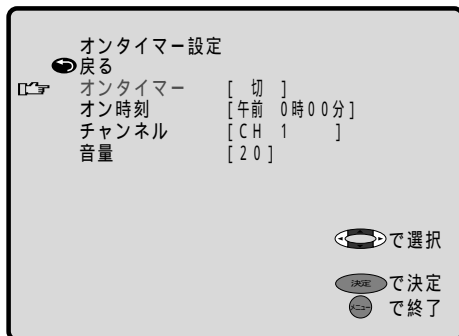 オンタイマー設定
戻る
オンタイマー [ 切 ]
オン時刻 [午前 0時00分]
チャンネル [CH 1 ]
音量 [20]
で選択
決定 で決定
メニュー で終了